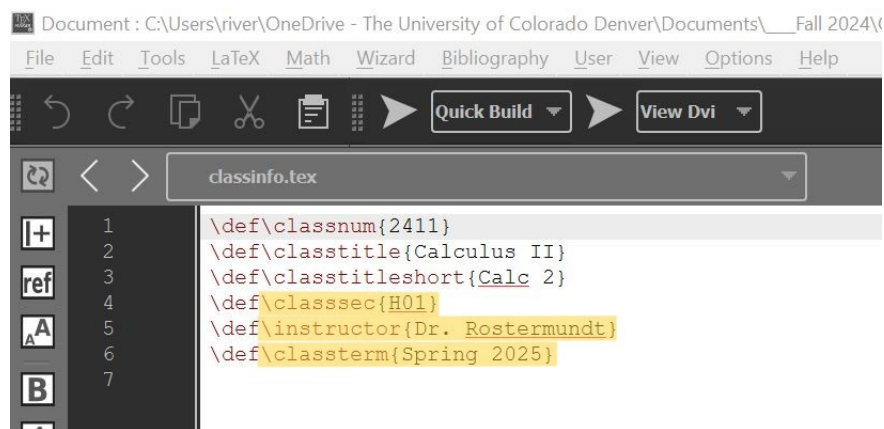 Document : C:\Users\river\OneDrive - The University of Colorado Denver\Documents\___Fall 2024\
File Edit Tools LaTeX Math Wizard Bibliography User View Options Help
Quick Build View Dvi
classinfo.tex
1 \def\classnum{2411}
2 \def\classtitle{Calculus II}
3 \def\classtitleshort{Calc 2}
4 \def\classsec{H01}
5 \def\instructor{Dr. Rostermundt}
6 \def\classterm{Spring 2025}
7
ref
AA
B